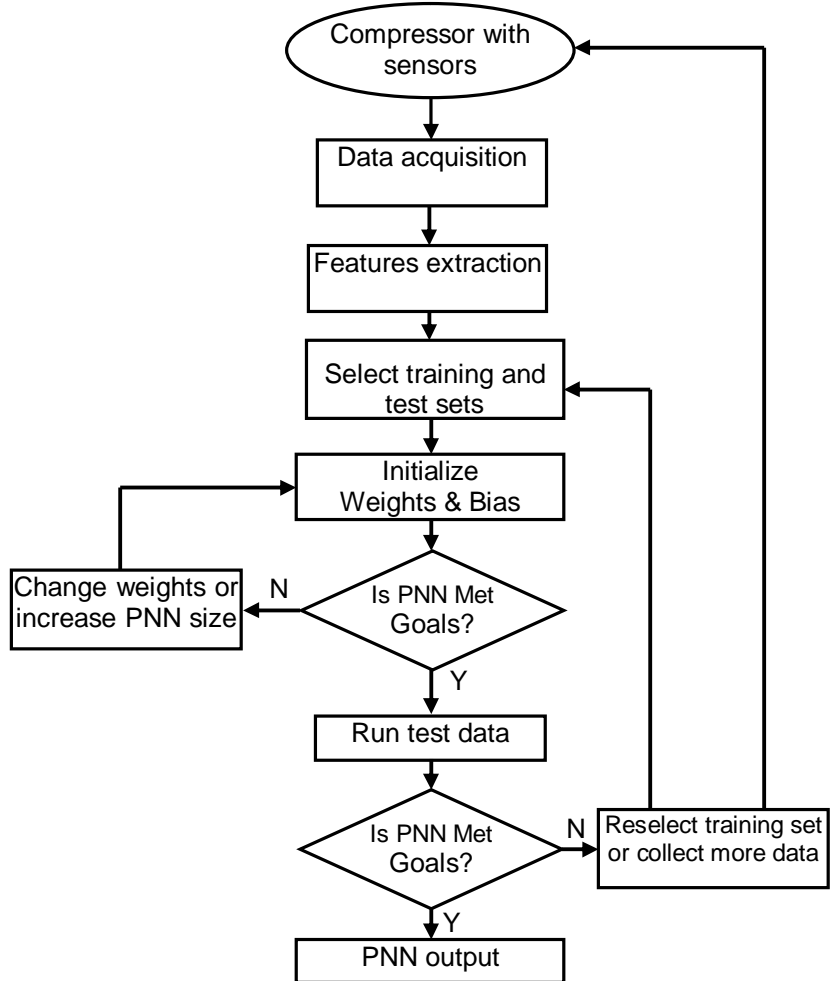 Compressor with
sensors
Data acquisition
Features extraction
Select training and
test sets
Initialize
Weights & Bias
Change weights or
increase PNN size
N
Is PNN Met
Goals?
Y
Run test data
Is PNN Met
Goals?
N
Reselect training set
or collect more data
Y
PNN output